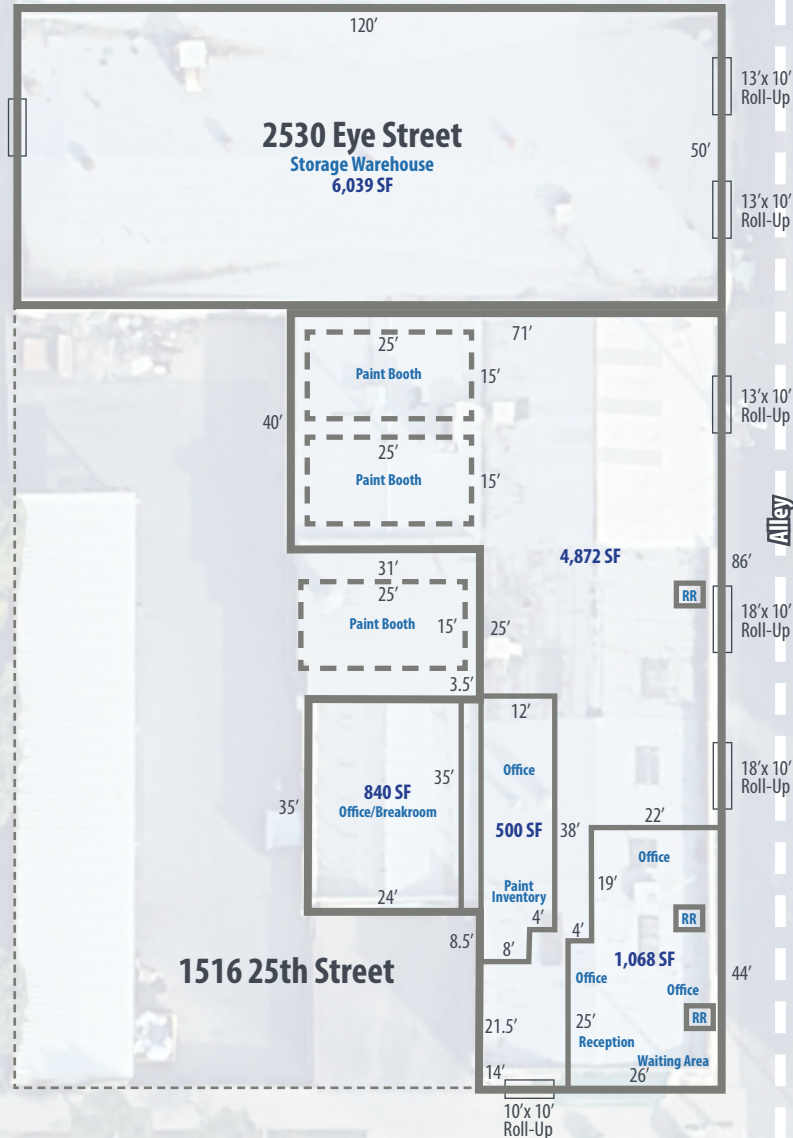 120′
13′x 10′
Roll-Up
2530 Eye Street
Storage Warehouse
6,039 SF
50′
13′x 10′
Roll-Up
71′
25′
Paint Booth
15′
13′x 10′
Roll-Up
40′
25′
Paint Booth
15′
Alley
4,872 SF
86′
31′
25′
Paint Booth
15′
25′
RR
18′x 10′
Roll-Up
3.5′
12′
Office
18′x 10′
Roll-Up
840 SF
Office/Breakroom
35′
35′
24′
500 SF
38′
22′
Office
19′
Paint
Inventory
4′
8′
8.5′
4′
RR
1,068 SF
1516 25th Street
Office
Office
44′
21.5′
25′
RR
Reception
Waiting Area
14′
26′
10′x 10′
Roll-Up